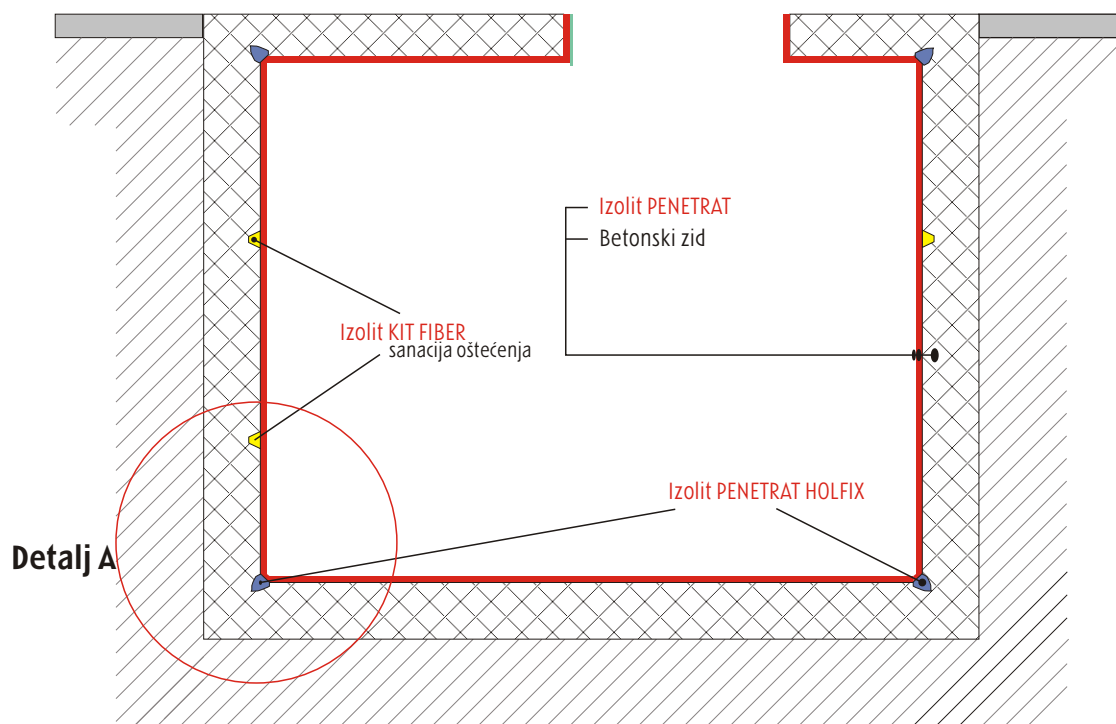 Izolit PENETRAT
Betonski zid
Izolit KIT FIBER
sanacija oštećenja
Izolit PENETRAT HOLFIX
Detalj A